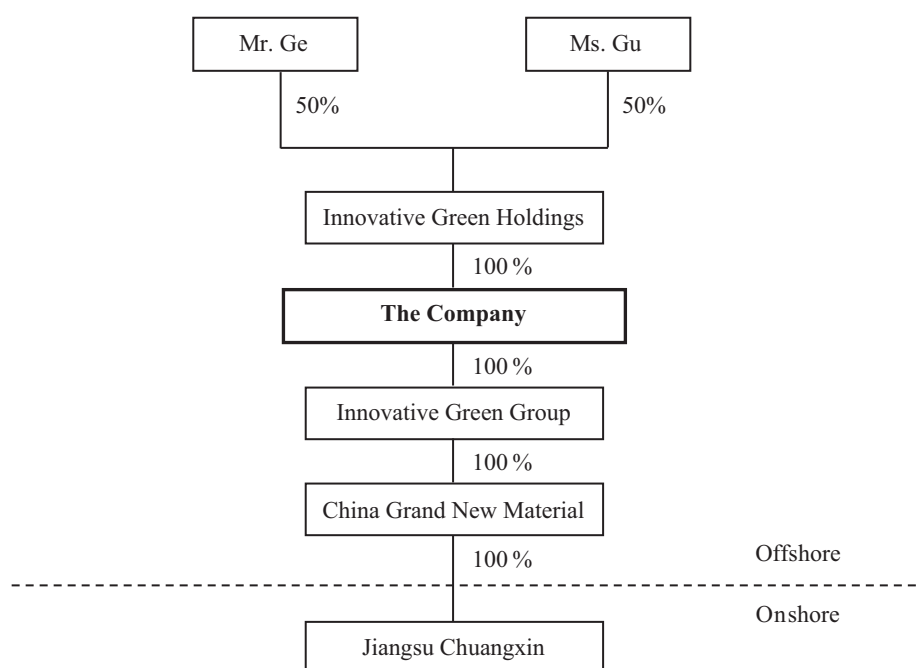 Mr. Ge
Ms. Gu
50%
50%
Innovative Green Holdings
100%
The Company
100%
Innovative Green Group
100%
China Grand New Material
100%
Offshore
Onshore
Jiangsu Chuangxin